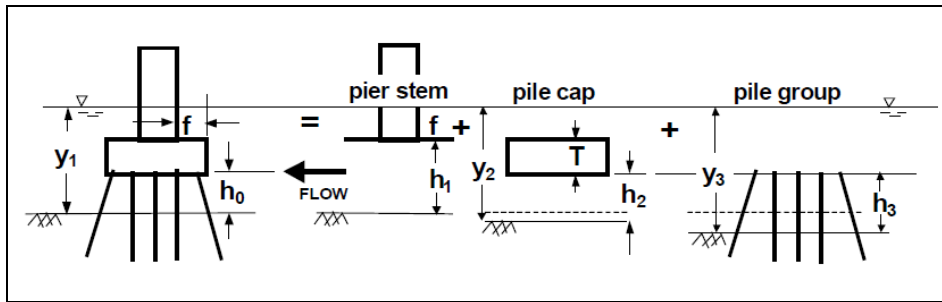 pier stem pile cap pile group
f = f + T +
y1 h0 FLOW h1 y2 h2 y3 h3